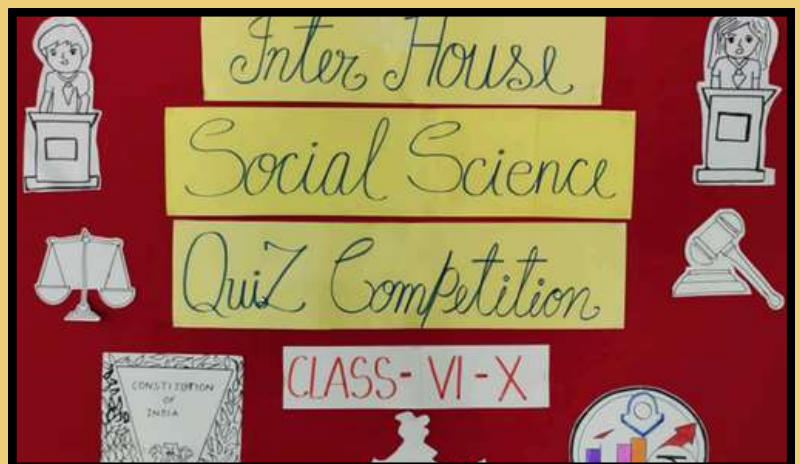 Inter House
Social Science
QuiZ Competition
CLASS- VI - X
CONSTITUTION
OF
INDIA